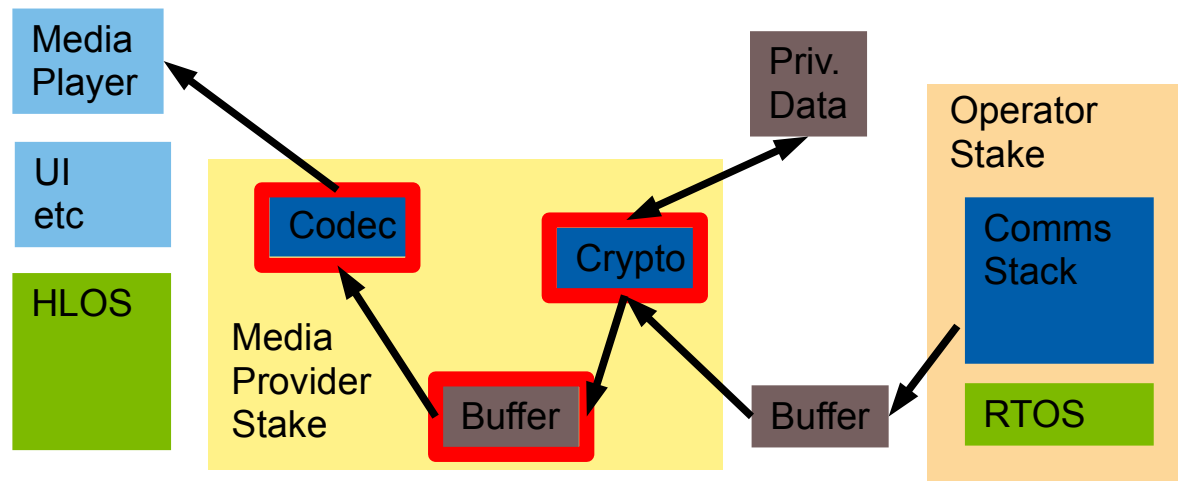 Media
Player
UI
etc
HLOS
Codec
Crypto
Media
Provider
Stake
Buffer
Priv.
Data
Buffer
Operator
Stake
Comms
Stack
RTOS